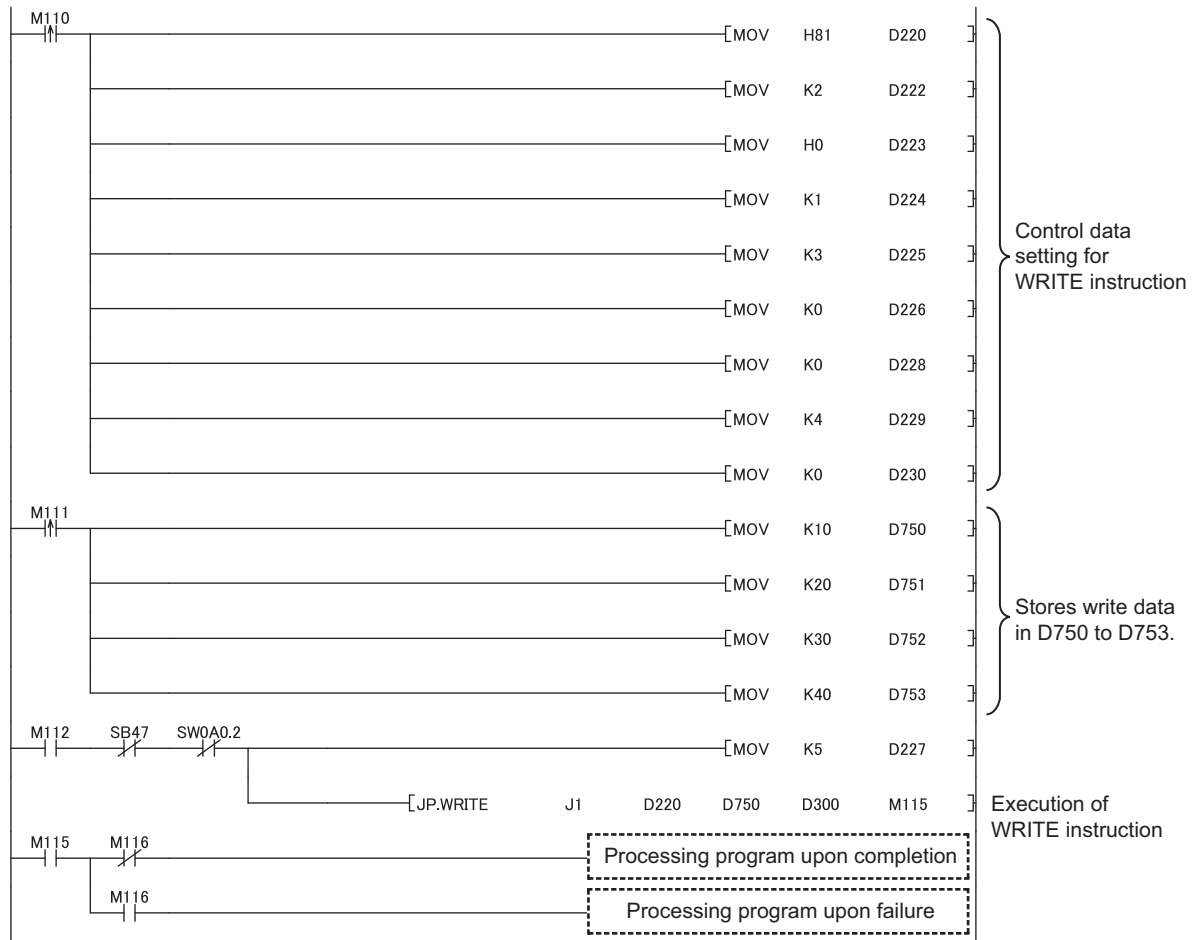 M110
[MOV H81 D220 ]
[MOV K2 D222 ]
[MOV H0 D223 ]
[MOV K1 D224 ]
[MOV K3 D225 ]
[MOV K0 D226 ]
[MOV K0 D228 ]
[MOV K4 D229 ]
[MOV K0 D230 ]
Control data
setting for
WRITE instruction
M111
[MOV K10 D750 ]
[MOV K20 D751 ]
[MOV K30 D752 ]
[MOV K40 D753 ]
Stores write data
in D750 to D753.
M112 SB47 SW0A0.2
[MOV K5 D227 ]
[JP.WRITE J1 D220 D750 D300 M115 ]
Execution of
WRITE instruction
M115 M116
Processing program upon completion
M116
Processing program upon failure